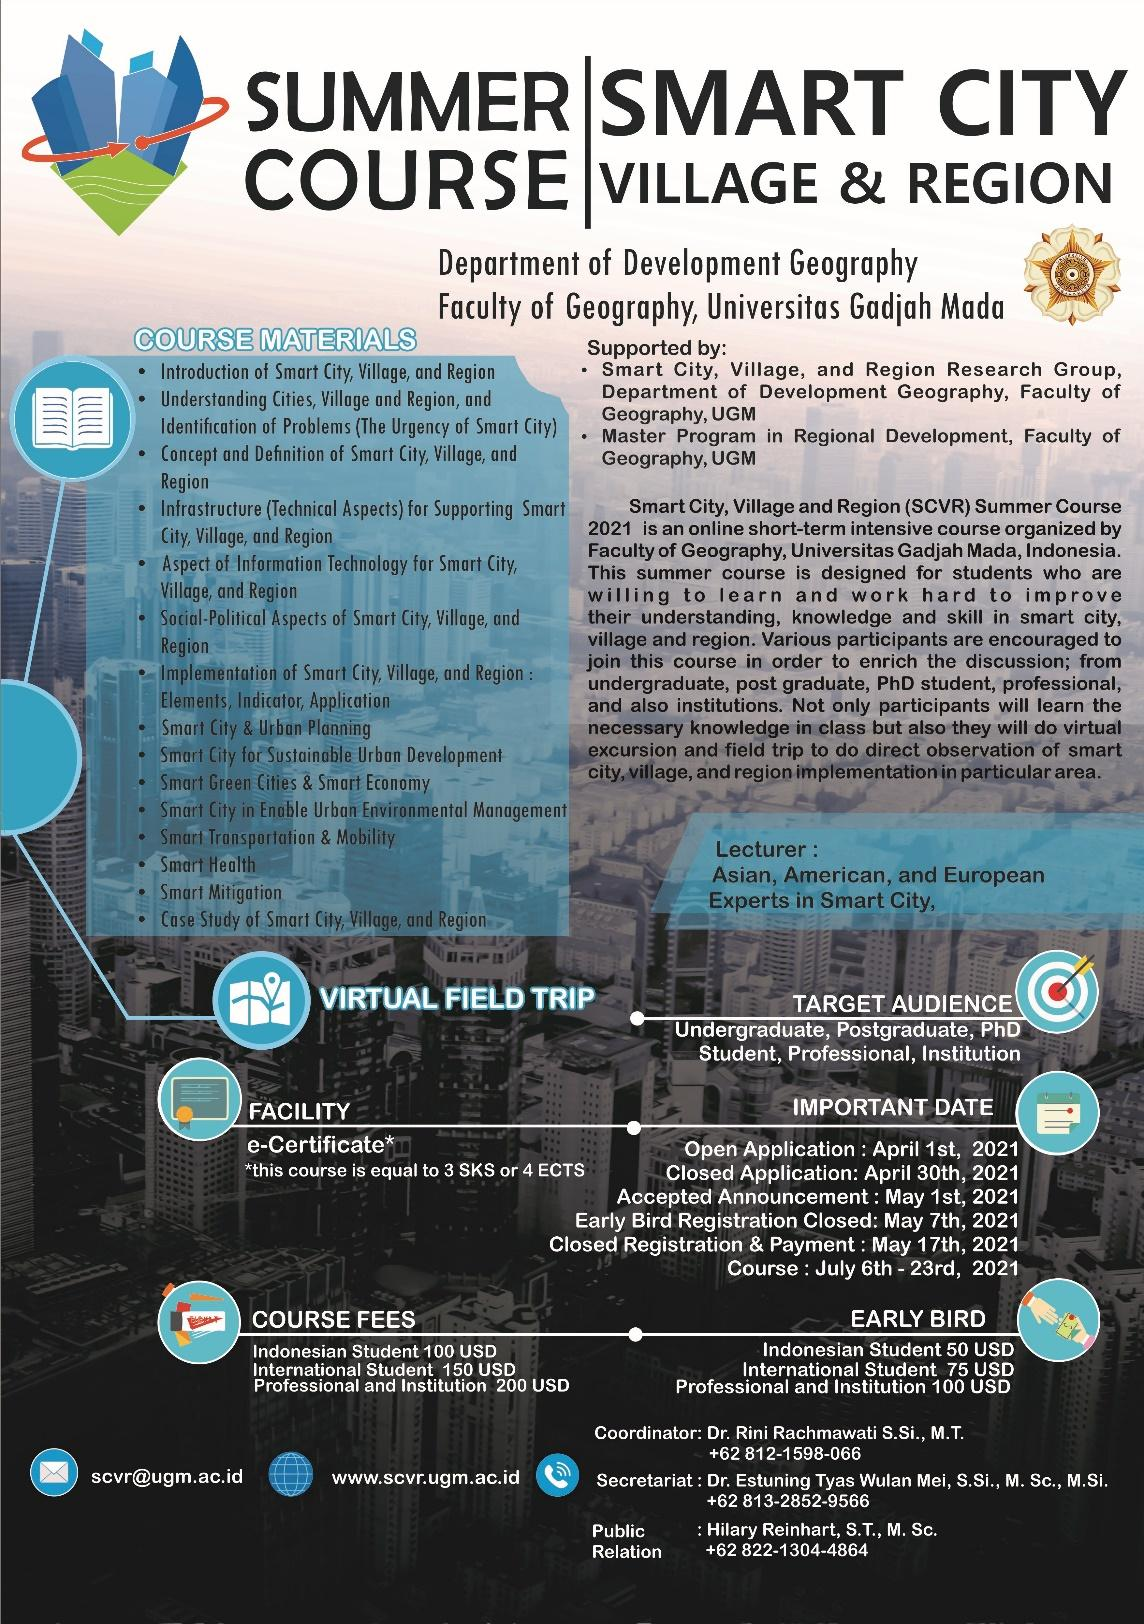 SUMMER
COURSE
SMART CITY
VILLAGE & REGION
Department of Development Geography
Faculty of Geography, Universitas Gadjah Mada
COURSE MATERIALS
• Introduction of Smart City, Village, and Region
• Understanding Cities, Village and Region, and
Identification of Problems (The Urgency of Smart City)
• Concept and Definition of Smart City, Village, and
Region
• Infrastructure (Technical Aspects) for Supporting Smart
City, Village, and Region
• Aspect of Information Technology for Smart City,
Village, and Region
• Social-Political Aspects of Smart City, Village, and
Region
• Implementation of Smart City, Village, and Region :
Elements, Indicator, Application
• Smart City & Urban Planning
• Smart City for Sustainable Urban Development
• Smart Green Cities & Smart Economy
• Smart City in Enable Urban Environmental Management
• Smart Transportation & Mobility
• Smart Health
• Smart Mitigation
• Case Study of Smart City, Village, and Region
Supported by:
• Smart City, Village, and Region Research Group,
Department of Development Geography, Faculty of
Geography, UGM
• Master Program in Regional Development, Faculty of
Geography, UGM
Smart City, Village and Region (SCVR) Summer Course
2021 is an online short-term intensive course organized by
Faculty of Geography, Universitas Gadjah Mada, Indonesia.
This summer course is designed for students who are
willing to learn and work hard to improve
their understanding, knowledge and skill in smart city,
village and region. Various participants are encouraged to
join this course in order to enrich the discussion; from
undergraduate, post graduate, PhD student, professional,
and also institutions. Not only participants will learn the
necessary knowledge in class but also they will do virtual
excursion and field trip to do direct observation of smart
city, village, and region implementation in particular area.
Lecturer :
Asian, American, and European
Experts in Smart City,
VIRTUAL FIELD TRIP
TARGET AUDIENCE
Undergraduate, Postgraduate, PhD
Student, Professional, Institution
FACILITY
e-Certificate*
*this course is equal to 3 SKS or 4 ECTS
IMPORTANT DATE
Open Application : April 1st, 2021
Closed Application: April 30th, 2021
Accepted Announcement : May 1st, 2021
Early Bird Registration Closed: May 7th, 2021
Closed Registration & Payment : May 17th, 2021
Course : July 6th - 23rd, 2021
COURSE FEES
Indonesian Student 100 USD
International Student 150 USD
Professional and Institution 200 USD
EARLY BIRD
Indonesian Student 50 USD
International Student 75 USD
Professional and Institution 100 USD
scvr@ugm.ac.id
www.scvr.ugm.ac.id
Coordinator: Dr. Rini Rachmawati S.Si., M.T.
+62 812-1598-066
Secretariat : Dr. Estuning Tyas Wulan Mei, S.Si., M. Sc., M.Si.
+62 813-2852-9566
Public : Hilary Reinhart, S.T., M. Sc.
Relation +62 822-1304-4864